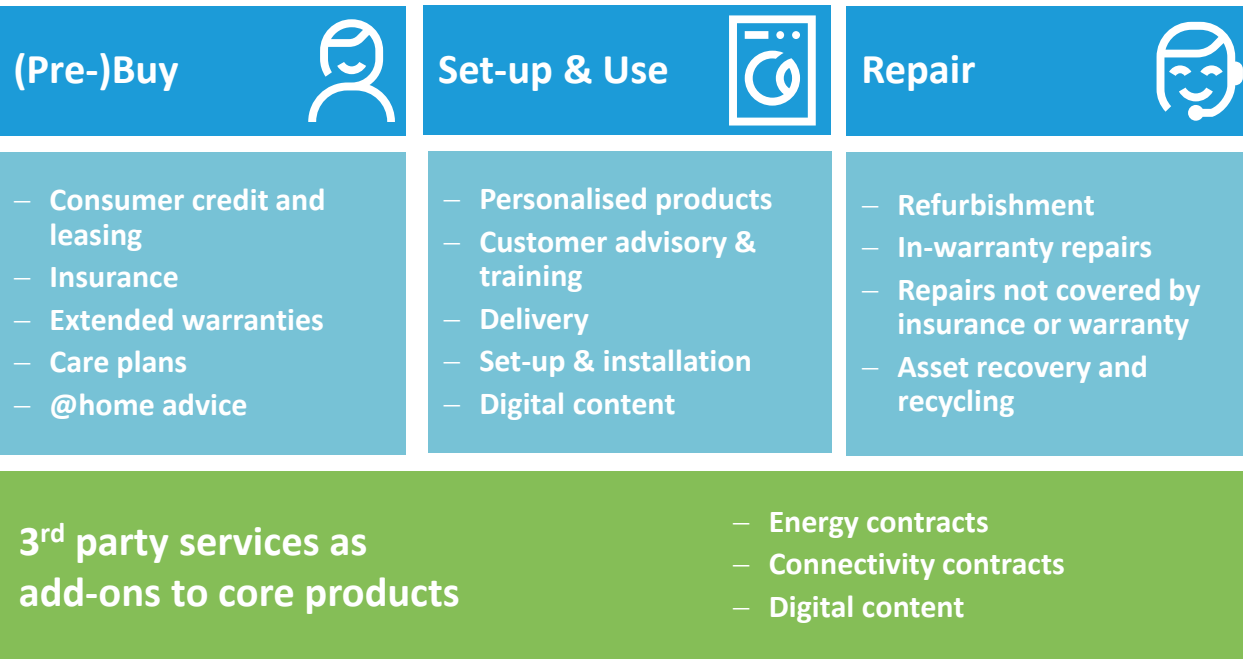 (Pre-)Buy
– Consumer credit and
leasing
– Insurance
– Extended warranties
– Care plans
– @home advice
Set-up & Use
– Personalised products
– Customer advisory &
training
– Delivery
– Set-up & installation
– Digital content
Repair
– Refurbishment
– In-warranty repairs
– Repairs not covered by
insurance or warranty
– Asset recovery and
recycling
3rd party services as
add-ons to core products
– Energy contracts
– Connectivity contracts
– Digital content